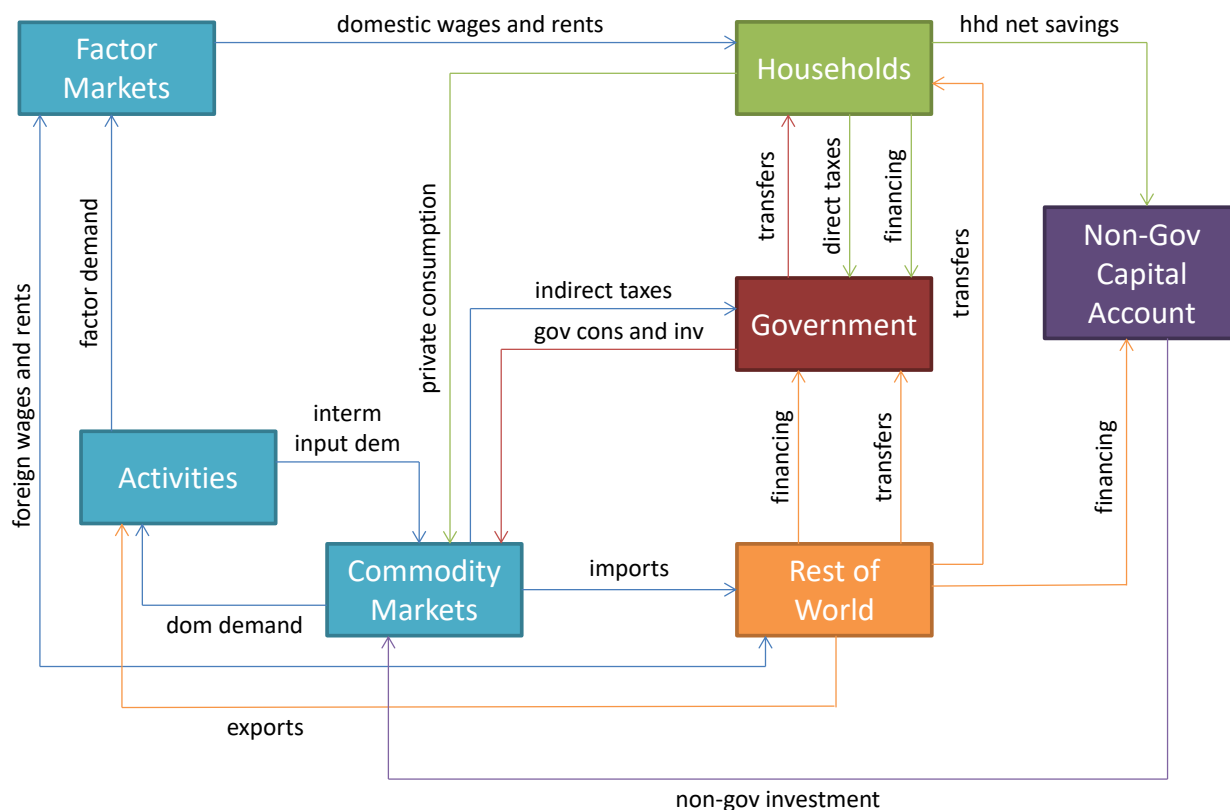 domestic wages and rents
hhd net savings
Factor
Markets
Households
transfers
direct taxes
financing
private consumption
factor demand
foreign wages and rents
transfers
Non-Gov
Capital
Account
indirect taxes
Government
gov cons and inv
interm
input dem
Activities
financing
transfers
financing
Commodity
Markets
imports
Rest of
World
dom demand
exports
non-gov investment